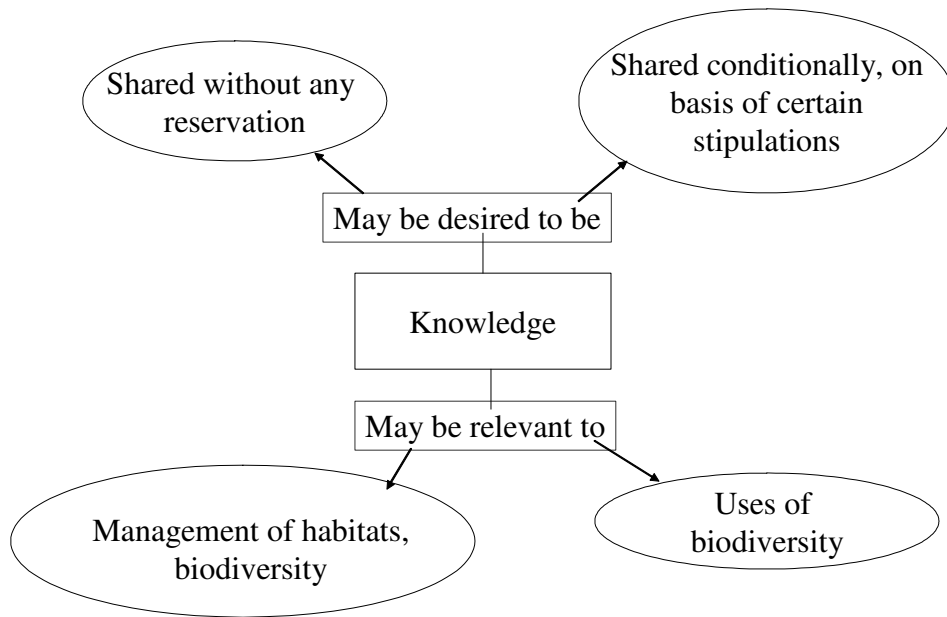 Shared without any
reservation
Shared conditionally, on
basis of certain
stipulations
May be desired to be
Knowledge
May be relevant to
Management of habitats,
biodiversity
Uses of
biodiversity